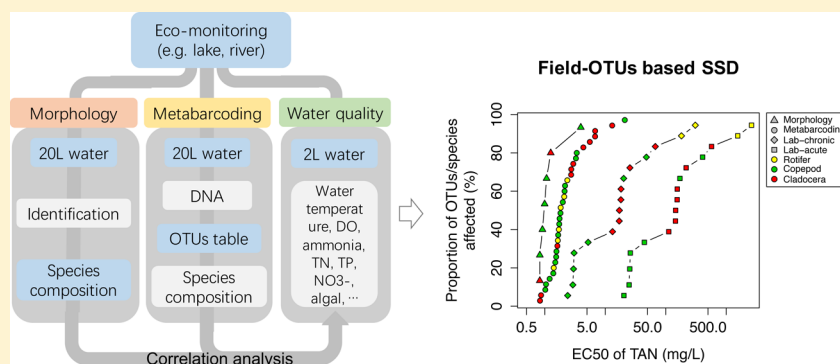 Eco-monitoring
(e.g. lake, river)
Morphology
Metabarcoding
Water quality
20L water
20L water
2L water
Identification
DNA
OTUs table
Species
composition
Species
composition
Water
temperat
ure, DO,
ammonia,
TN, TP,
NO3-,
algal, ...
Correlation analysis
Field-OTUs based SSD
Proportion of OTUs/species
affected (%)
100
80
60
40
20
0
0.5
5.0
50.0
500.0
EC50 of TAN (mg/L)
Morphology
Metabarcodin
Lab-chronic
Lab-acute
Rotifer
Copepod
Cladocera